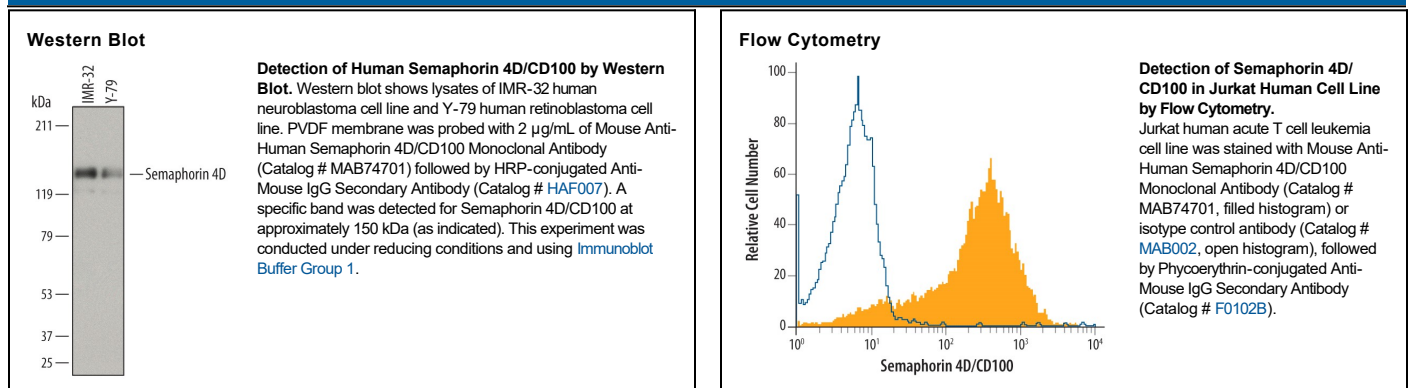 Western Blot
IMR-32
Y-79
kDa
211
119
79
53
37
25
Semaphorin 4D
Detection of Human Semaphorin 4D/CD100 by Western
Blot. Western blot shows lysates of IMR-32 human
neuroblastoma cell line and Y-79 human retinoblastoma cell
line. PVDF membrane was probed with 2 µg/mL of Mouse Anti-
Human Semaphorin 4D/CD100 Monoclonal Antibody
(Catalog # MAB74701) followed by HRP-conjugated Anti-
Mouse IgG Secondary Antibody (Catalog # HAF007). A
specific band was detected for Semaphorin 4D/CD100 at
approximately 150 kDa (as indicated). This experiment was
conducted under reducing conditions and using Immunoblot
Buffer Group 1.
Flow Cytometry
Relative Cell Number
100
80
60
40
20
0
10⁰ 10¹ 10² 10³ 10⁴
Semaphorin 4D/CD100
Detection of Semaphorin 4D/
CD100 in Jurkat Human Cell Line
by Flow Cytometry.
Jurkat human acute T cell leukemia
cell line was stained with Mouse Anti-
Human Semaphorin 4D/CD100
Monoclonal Antibody (Catalog #
MAB74701, filled histogram) or
isotype control antibody (Catalog #
MAB002, open histogram), followed
by Phycoerythrin-conjugated Anti-
Mouse IgG Secondary Antibody
(Catalog # F0102B).